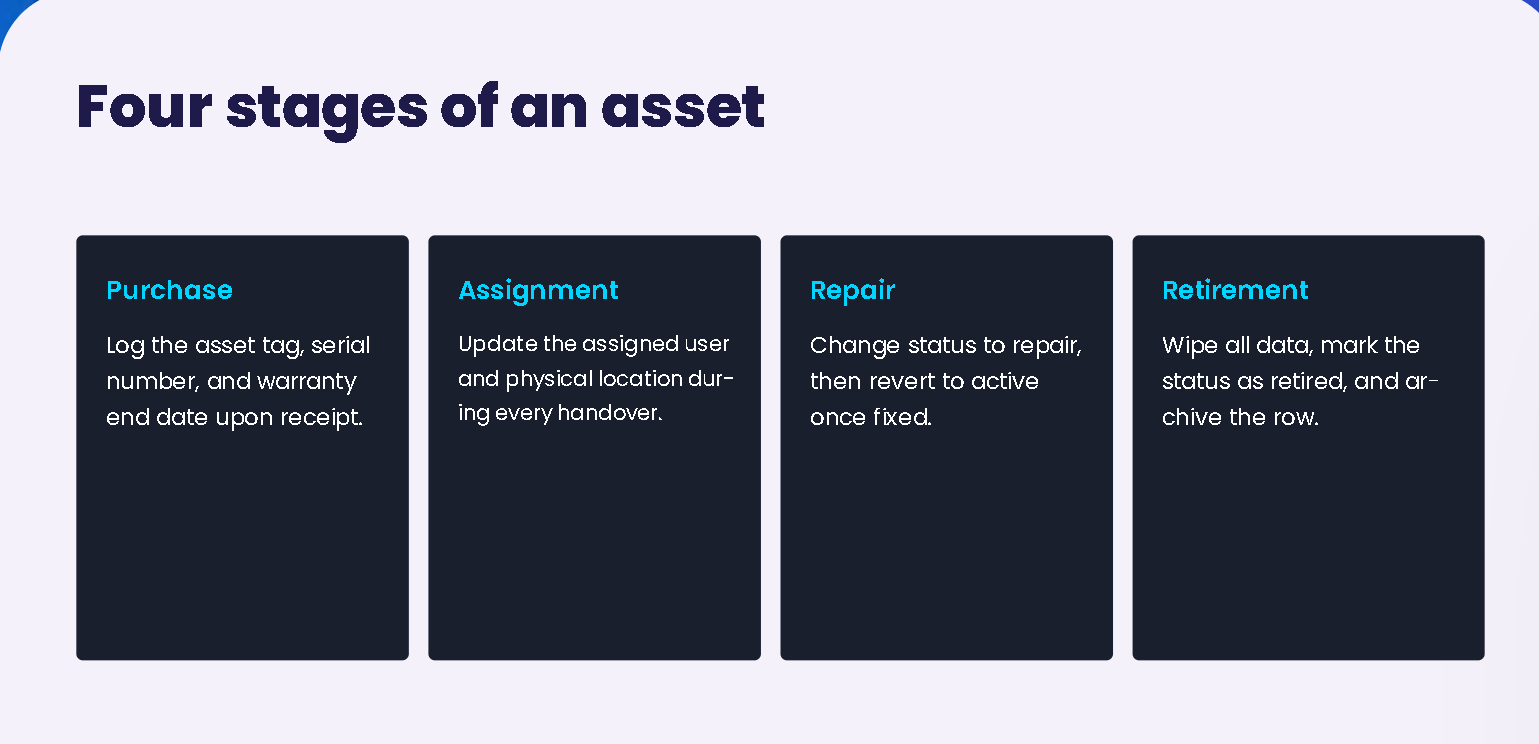 Four stages of an asset
Purchase
Log the asset tag, serial
number, and warranty
end date upon receipt.
Assignment
Update the assigned user
and physical location dur-
ing every handover.
Repair
Change status to repair,
then revert to active
once fixed.
Retirement
Wipe all data, mark the
status as retired, and ar-
chive the row.